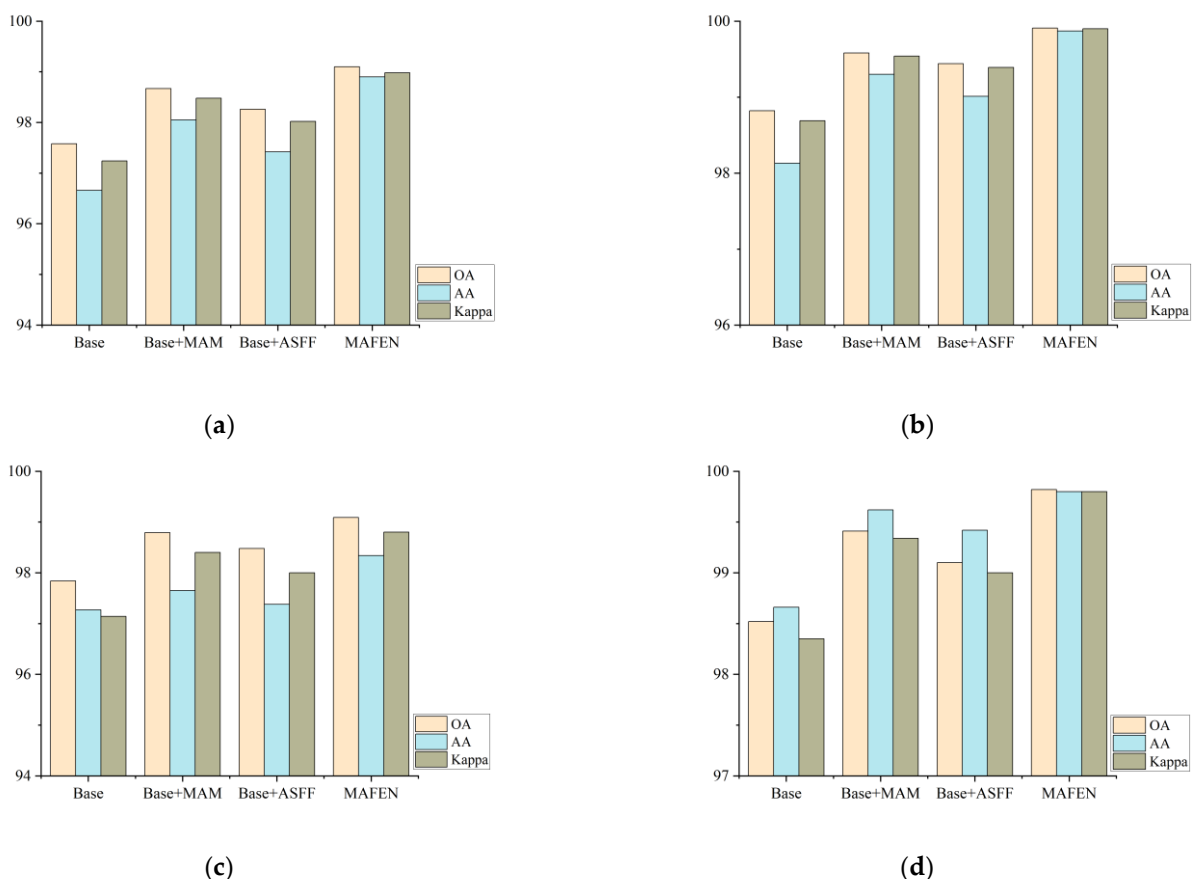 100
98
96
94
Base
Base+MAM
Base+ASFF
MAFEN
OA
AA
Kappa
(a)
100
98
96
Base
Base+MAM
Base+ASFF
MAFEN
OA
AA
Kappa
(b)
100
98
96
94
Base
Base+MAM
Base+ASFF
MAFEN
OA
AA
Kappa
(c)
100
99
98
97
Base
Base+MAM
Base+ASFF
MAFEN
OA
AA
Kappa
(d)